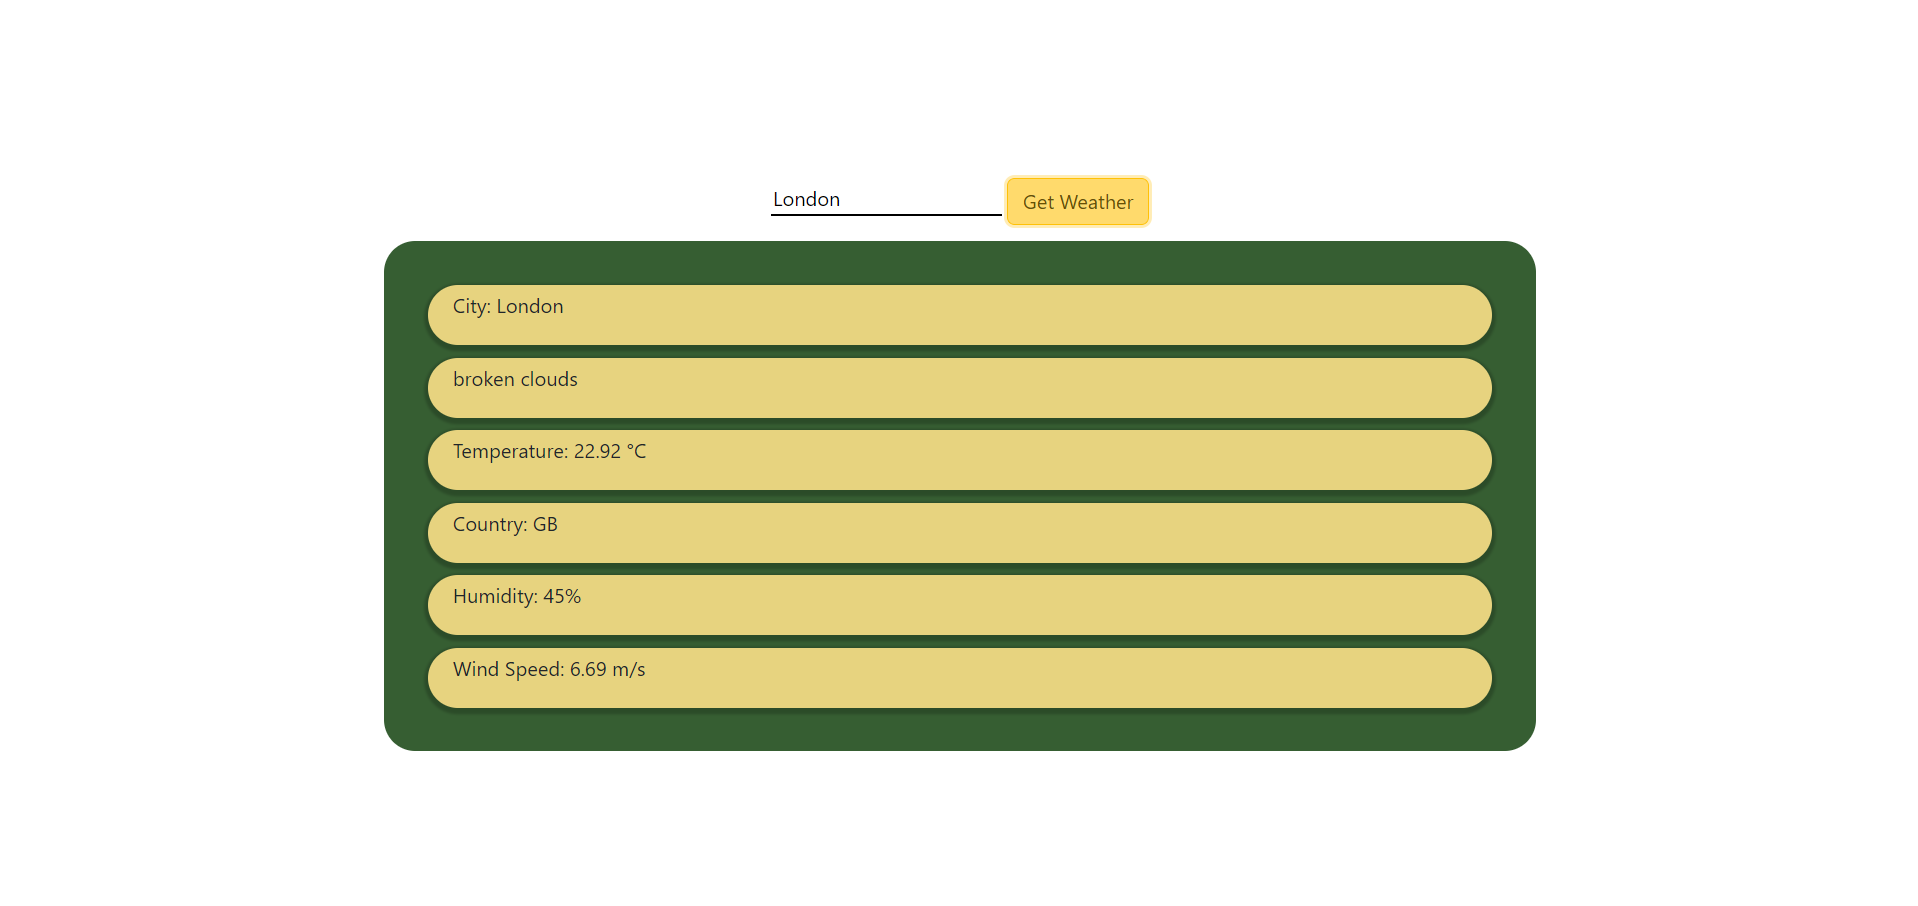 London
Get Weather
City: London
broken clouds
Temperature: 22.92 °C
Country: GB
Humidity: 45%
Wind Speed: 6.69 m/s